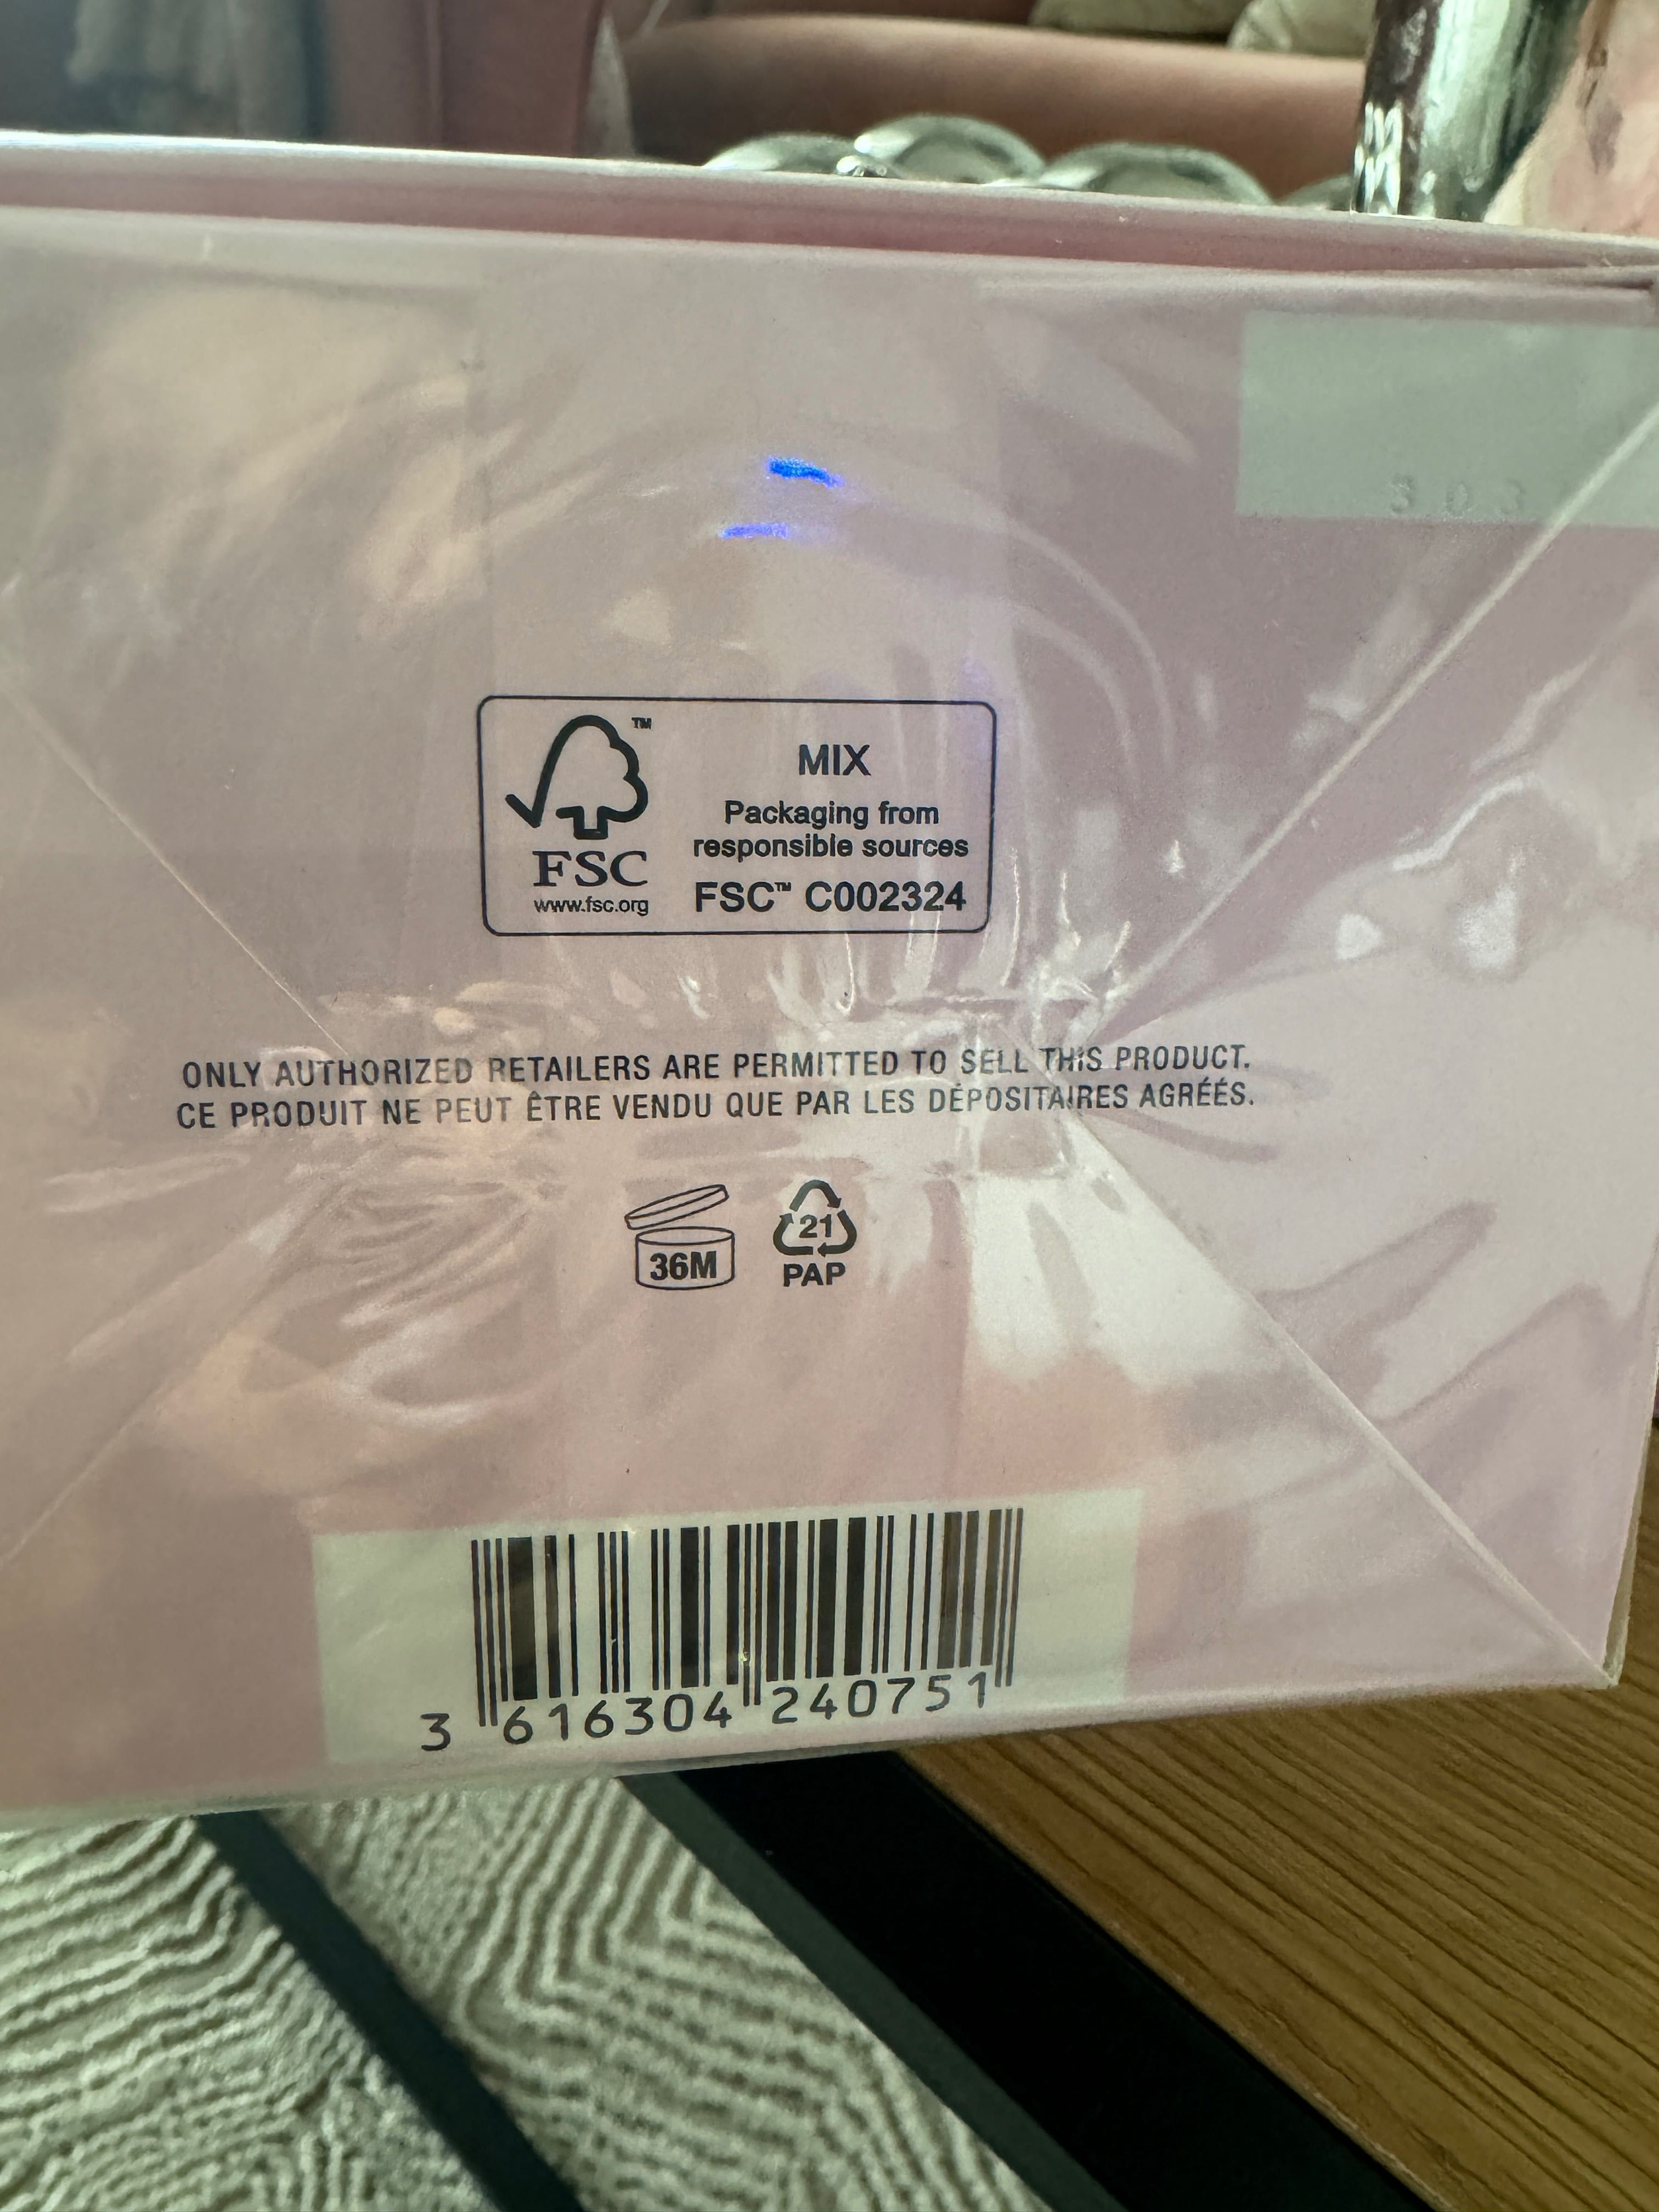 ™
MIX
Packaging from
responsible sources
FSC
www.fsc.org
FSC™ C002324
ONLY AUTHORIZED RETAILERS ARE PERMITTED TO SELL THIS PRODUCT.
CE PRODUIT NE PEUT ÊTRE VENDU QUE PAR LES DÉPOSITAIRES AGRÉÉS.
36M
21
PAP
3 616304 240751